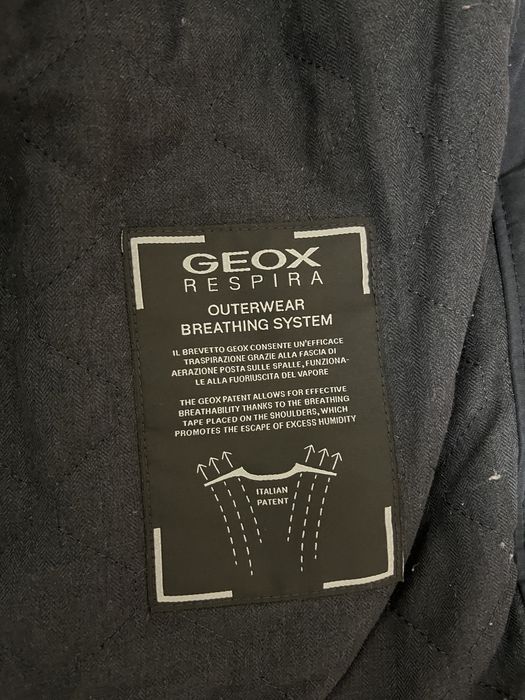 GEOX
RESPIRA
OUTERWEAR
BREATHING SYSTEM
IL BREVETTO GEOX CONSENTE UN'EFFICACE
TRASPIRAZIONE GRAZIE ALLA FASCIA DI
AERAZIONE POSTA SULLE SPALLE, FUNZIONA-
LE ALLA FUORIUSCITA DEL VAPORE
THE GEOX PATENT ALLOWS FOR EFFECTIVE
BREATHABILITY THANKS TO THE BREATHING
TAPE PLACED ON THE SHOULDERS, WHICH
PROMOTES THE ESCAPE OF EXCESS HUMIDITY
ITALIAN
PATENT